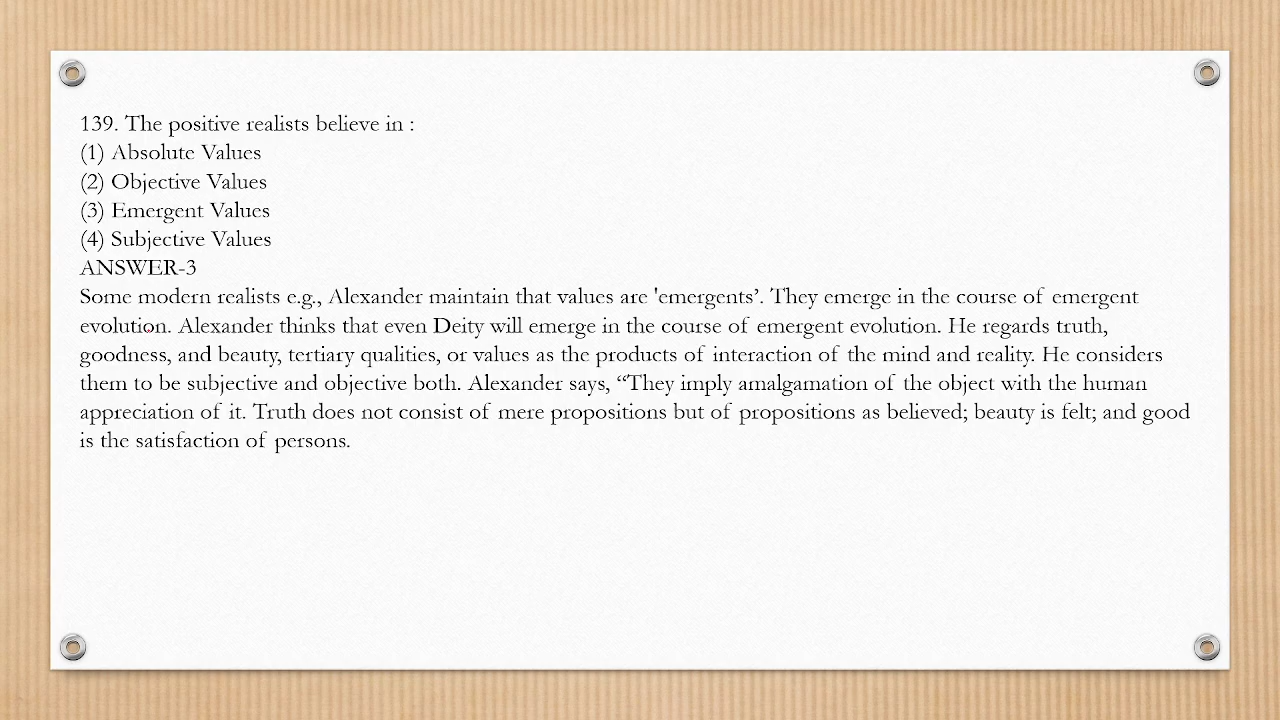 139. The positive realists believe in :
(1) Absolute Values
(2) Objective Values
(3) Emergent Values
(4) Subjective Values
ANSWER-3
Some modern realists e.g., Alexander maintain that values are 'emergents’. They emerge in the course of emergent
evolution. Alexander thinks that even Deity will emerge in the course of emergent evolution. He regards truth,
goodness, and beauty, tertiary qualities, or values as the products of interaction of the mind and reality. He considers
them to be subjective and objective both. Alexander says, “They imply amalgamation of the object with the human
appreciation of it. Truth does not consist of mere propositions but of propositions as believed; beauty is felt; and good
is the satisfaction of persons.